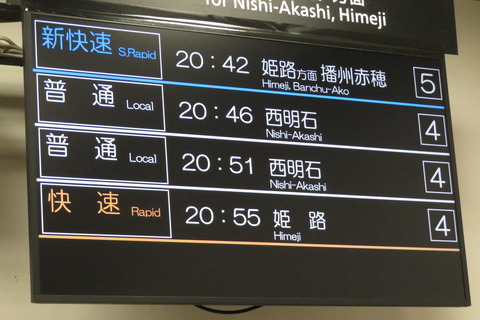 for Nishi-Akashi, Himeji
新快速 S.Rapid 20:42 姫路方面 播州赤穂 5
Himeji, Banchu-Ako
普通 Local 20:46 西明石 4
Nishi-Akashi
普通 Local 20:51 西明石 4
Nishi-Akashi
快速 Rapid 20:55 姫路 4
Himeji